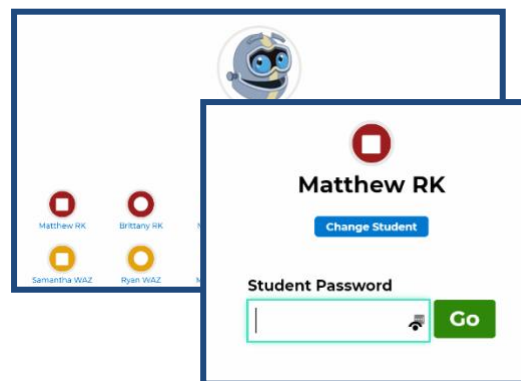 Matthew RK
Brittany RK
Samantha WAZ
Ryan WAZ
Matthew RK
Change Student
Student Password
Go